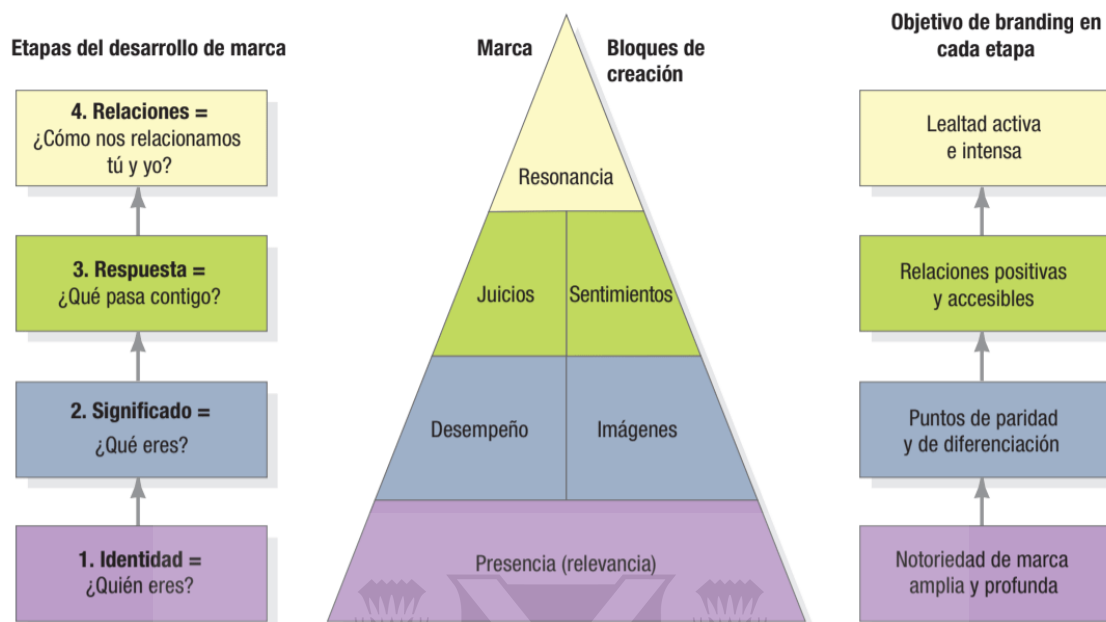 Etapas del desarrollo de marca
4. Relaciones =
¿Cómo nos relacionamos
tú y yo?
3. Respuesta =
¿Qué pasa contigo?
2. Significado =
¿Qué eres?
1. Identidad =
¿Quién eres?
Marca
Bloques de
creación
Resonancia
Juicios
Sentimientos
Desempeño
Imágenes
Presencia (relevancia)
Objetivo de branding en
cada etapa
Lealtad activa
e intensa
Relaciones positivas
y accesibles
Puntos de paridad
y de diferenciación
Notoriedad de marca
amplia y profunda